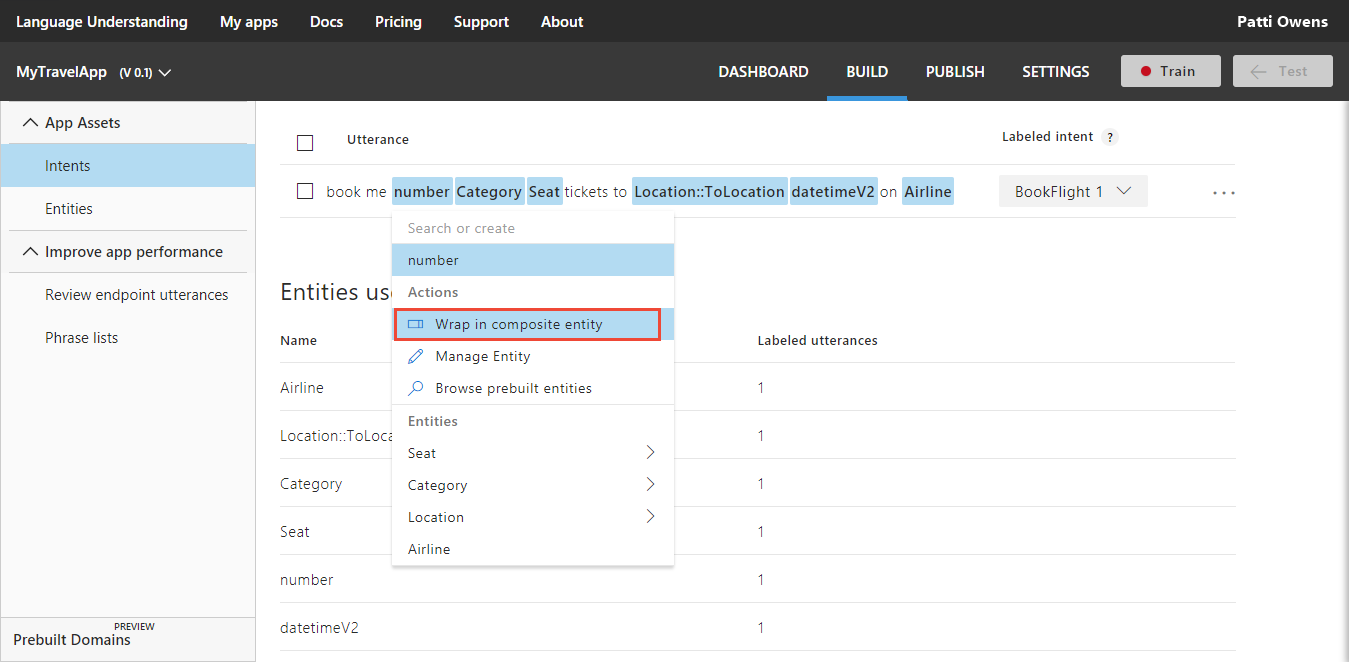 Language Understanding My apps Docs Pricing Support About Patti Owens
MyTravelApp (V 0.1) DASHBOARD BUILD PUBLISH SETTINGS Train Test
App Assets
Intents
Entities
Improve app performance
Review endpoint utterances
Phrase lists
PREVIEW
Prebuilt Domains
Utterance Labeled intent ?
book me number Category Seat tickets to Location::ToLocation datetimeV2 on Airline BookFlight 1 ...
Search or create
number
Actions
Wrap in composite entity
Manage Entity
Browse prebuilt entities
Entities
Seat
Category
Location
Airline
Entities us
Name Labeled utterances
Airline 1
Location::ToLoca 1
Category 1
Seat 1
number 1
datetimeV2 1